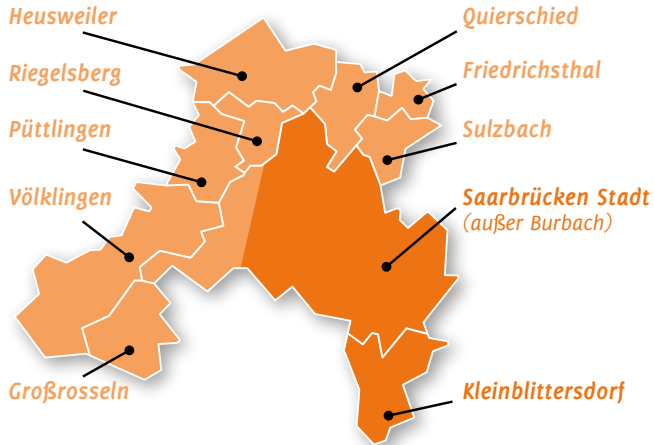 Heusweiler
Riegelsberg
Püttlingen
Völklingen
Großrosseln
Quierschied
Friedrichsthal
Sulzbach
Saarbrücken Stadt
(außer Burbach)
Kleinblittersdorf